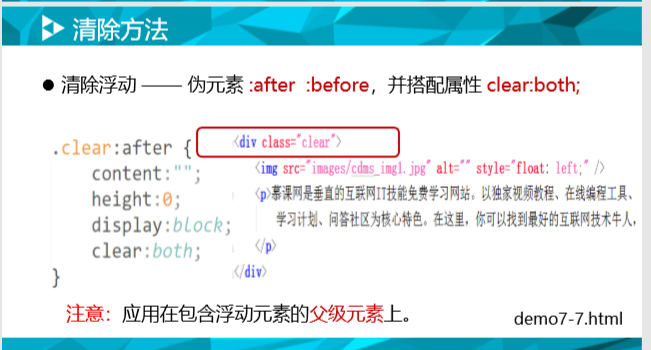 清除方法
● 清除浮动 —— 伪元素 :after :before，并搭配属性 clear:both;
.clear:after {
content:"";
height:0;
display:block;
clear:both;
}
<div class="clear">
<img src="images/cdms_img1.jpg" alt="" style="float: left;" />
<p>慕课网是垂直的互联网IT技能免费学习网站。以独家视频教程、在线编程工具、
学习计划、问答社区为核心特色。在这里，你可以找到最好的互联网技术牛人，
</p>
</div>
注意：应用在包含浮动元素的父级元素上。
demo7-7.html